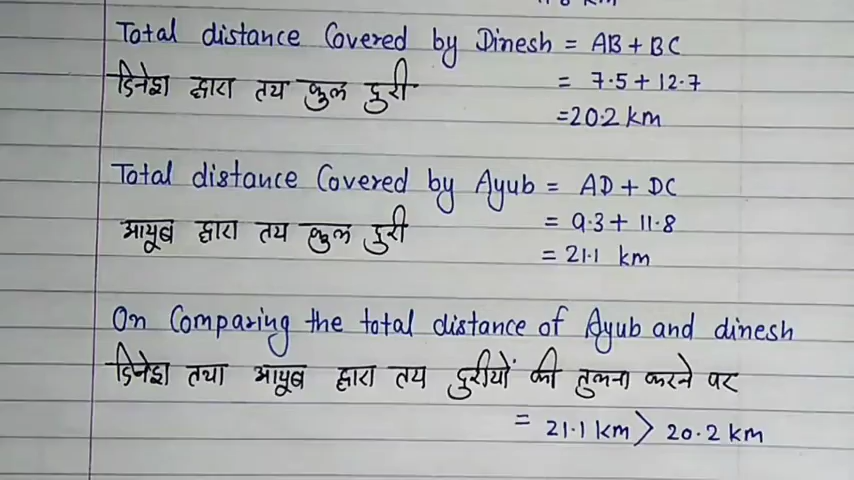 Total distance Covered by Dinesh = AB + BC
दिनेश द्वारा तय कुल दुरी = 7.5 + 12.7
= 20.2 km
Total distance Covered by Ayub = AD + DC
आयूब द्वारा तय कुल दुरी = 9.3 + 11.8
= 21.1 km
On Comparing the total distance of Ayub and dinesh
दिनेश तथा आयूब द्वारा तय दुरीयों की तुलना करने पर
= 21.1 km > 20.2 km